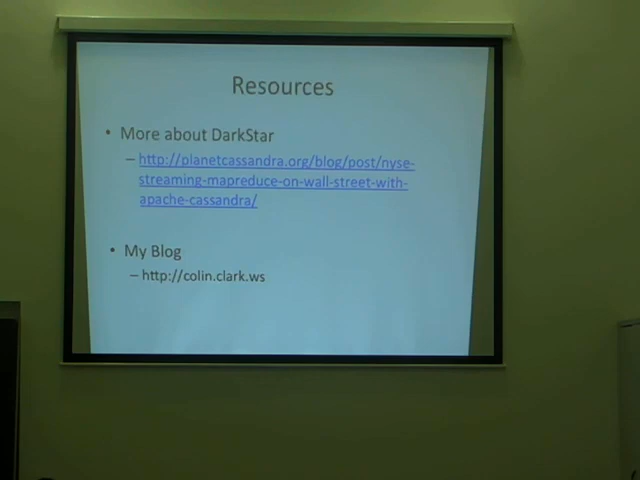 Resources
• More about DarkStar
– http://planetcassandra.org/blog/post/nyse-
streaming-mapreduce-on-wall-street-with-
apache-cassandra/
• My Blog
– http://colin.clark.ws